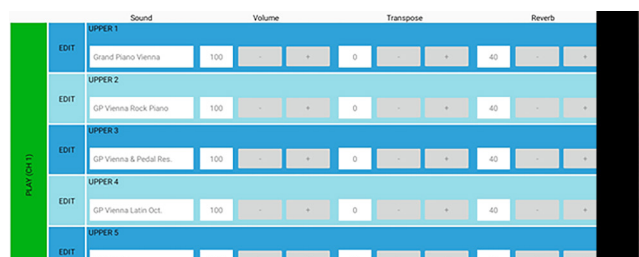 Sound Volume Transpose Reverb
PLAY (CH 1)
UPPER 1
EDIT Grand Piano Vienna 100 - + 0 - + 40 - +
UPPER 2
EDIT GP Vienna Rock Piano 100 - + 0 - + 40 - +
UPPER 3
EDIT GP Vienna & Pedal Res. 100 - + 0 - + 40 - +
UPPER 4
EDIT GP Vienna Latin Oct. 100 - + 0 - + 40 - +
UPPER 5
EDIT